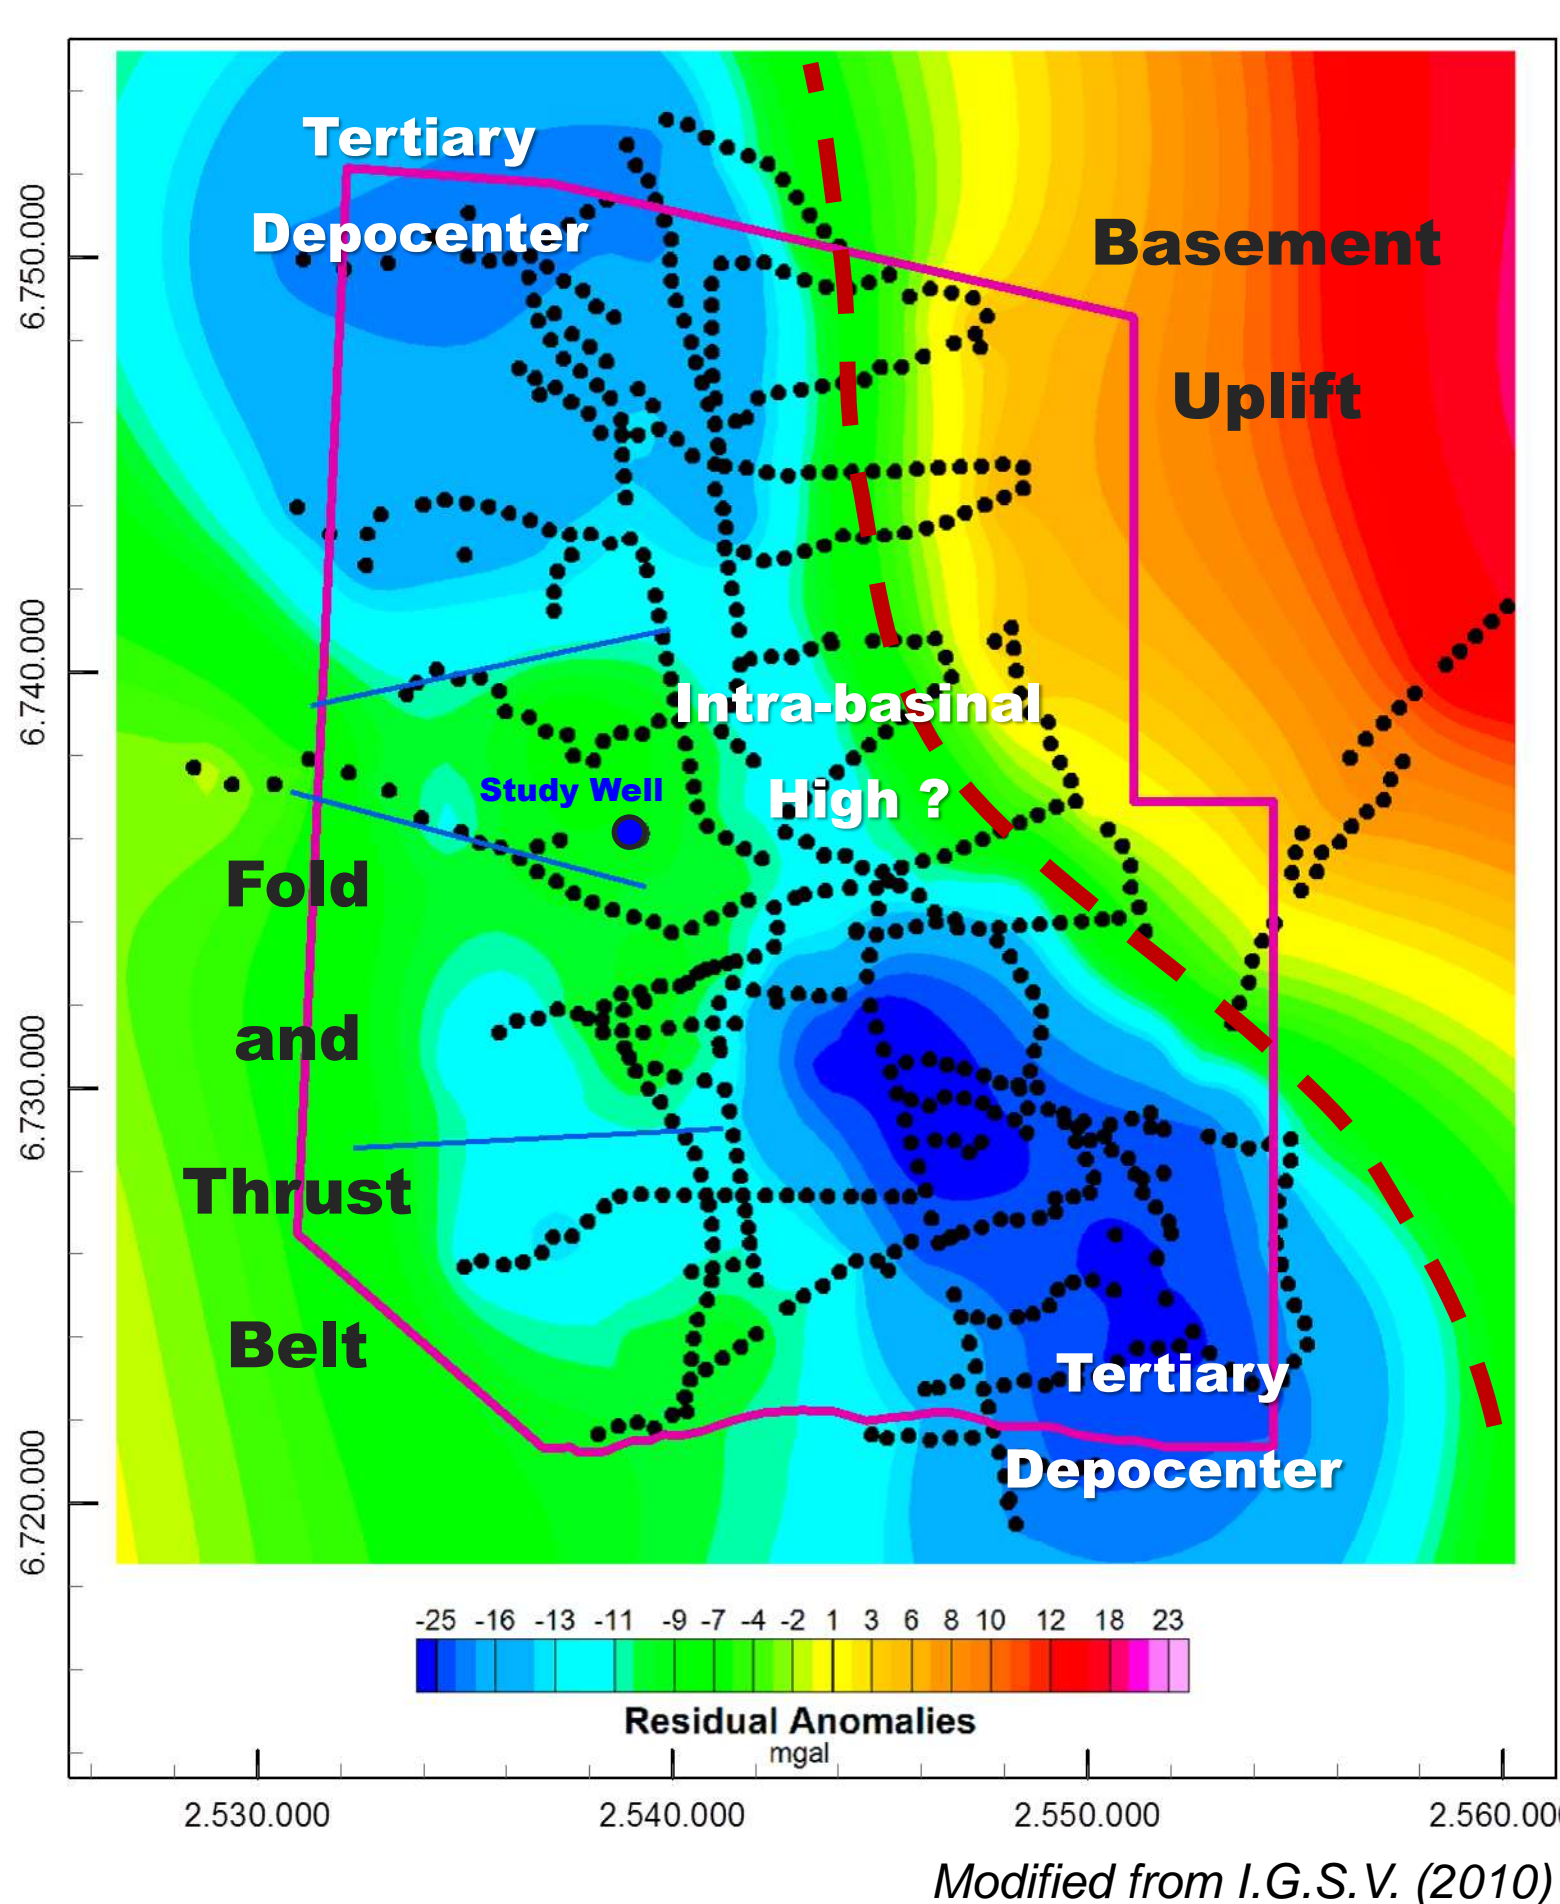 Tertiary
Depocenter
Basement
Uplift
6.750.000
6.740.000
6.730.000
6.720.000
Intra-basinal
High ?
Study Well
Fold
and
Thrust
Belt
Tertiary
Depocenter
-25 -16 -13 -11 -9 -7 -4 -2 1 3 6 8 10 12 18 23
Residual Anomalies
mgal
2.530.000 2.540.000 2.550.000 2.560.00
Modified from I.G.S.V. (2010)